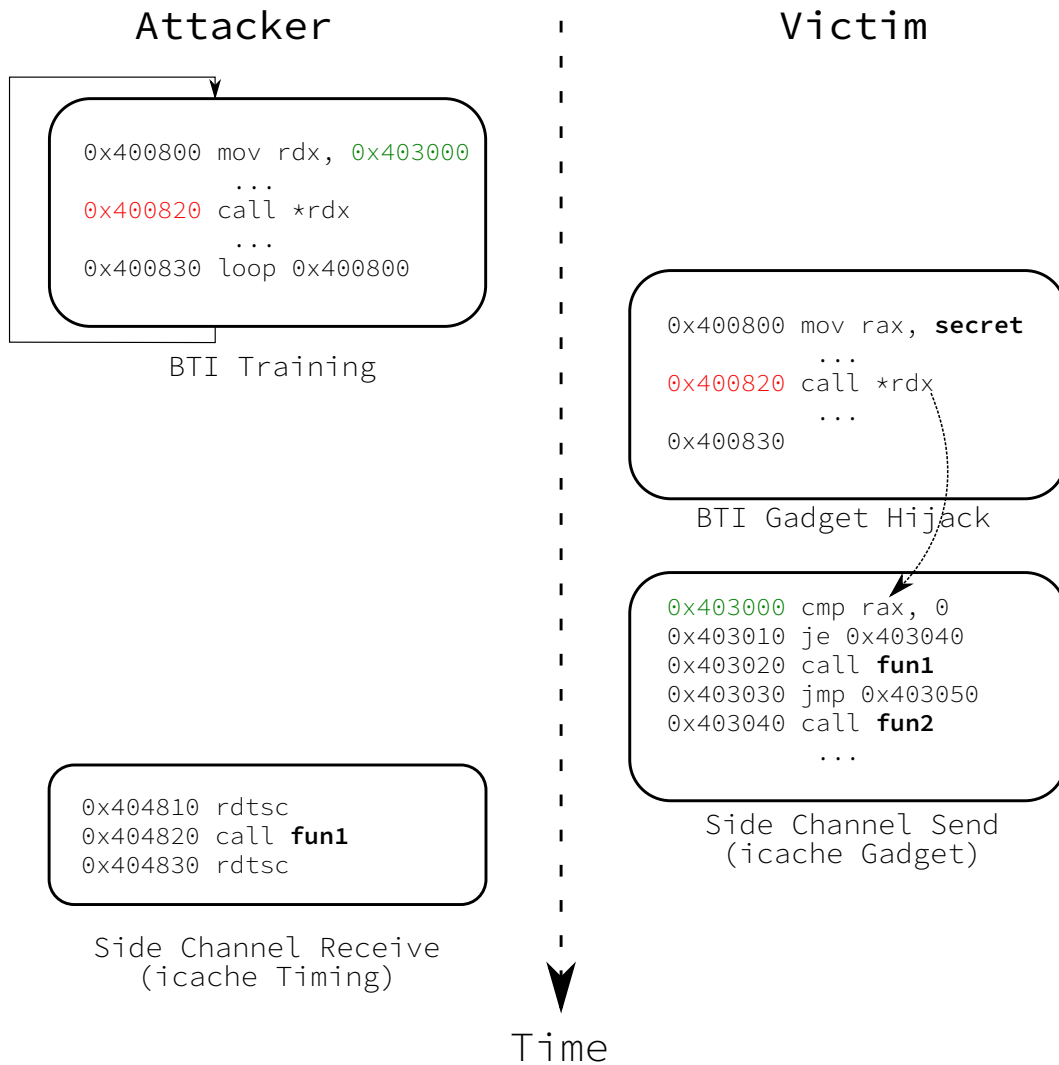 Attacker
0x400800 mov rdx, 0x403000
...
0x400820 call *rdx
...
0x400830 loop 0x400800
BTI Training
0x404810 rdtsc
0x404820 call fun1
0x404830 rdtsc
Side Channel Receive
(icache Timing)
Victim
0x400800 mov rax, secret
...
0x400820 call *rdx
...
0x400830
BTI Gadget Hijack
0x403000 cmp rax, 0
0x403010 je 0x403040
0x403020 call fun1
0x403030 jmp 0x403050
0x403040 call fun2
...
Side Channel Send
(icache Gadget)
Time